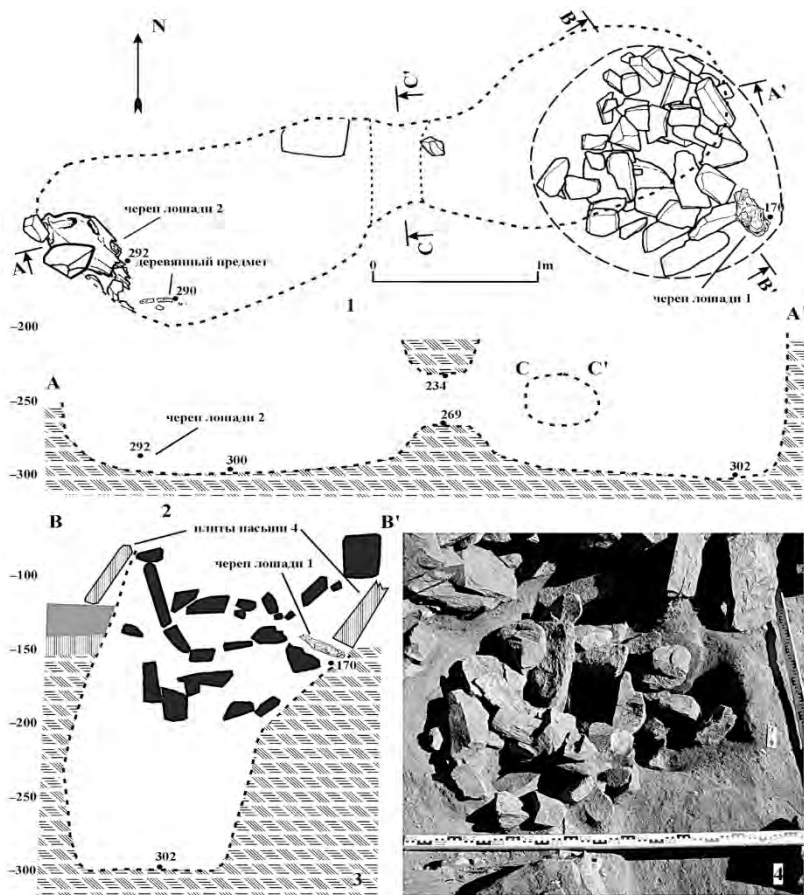 N
B
A'
C'
170
череп лошади 2
292
A
деревянный предмет
290
C
0
1m
B'
череп лошади 1
1
–200
A
A'
C
C'
234
–250
череп лошади 2
269
292
300
302
–300
B
2
B'
плиты насыпи 4
–100
череп лошади 1
–150
170
–200
–250
302
–300
3
4